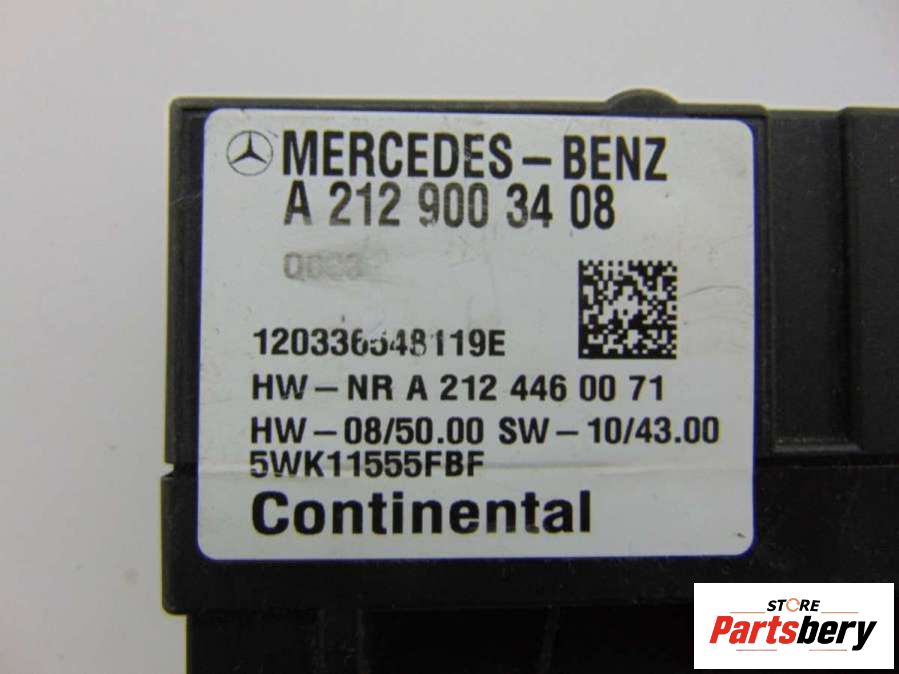 MERCEDES-BENZ
A 212 900 34 08
120336548119E
HW-NR A 212 446 00 71
HW-08/50.00 SW-10/43.00
5WK11555FBF
Continental
STORE
Partsbery